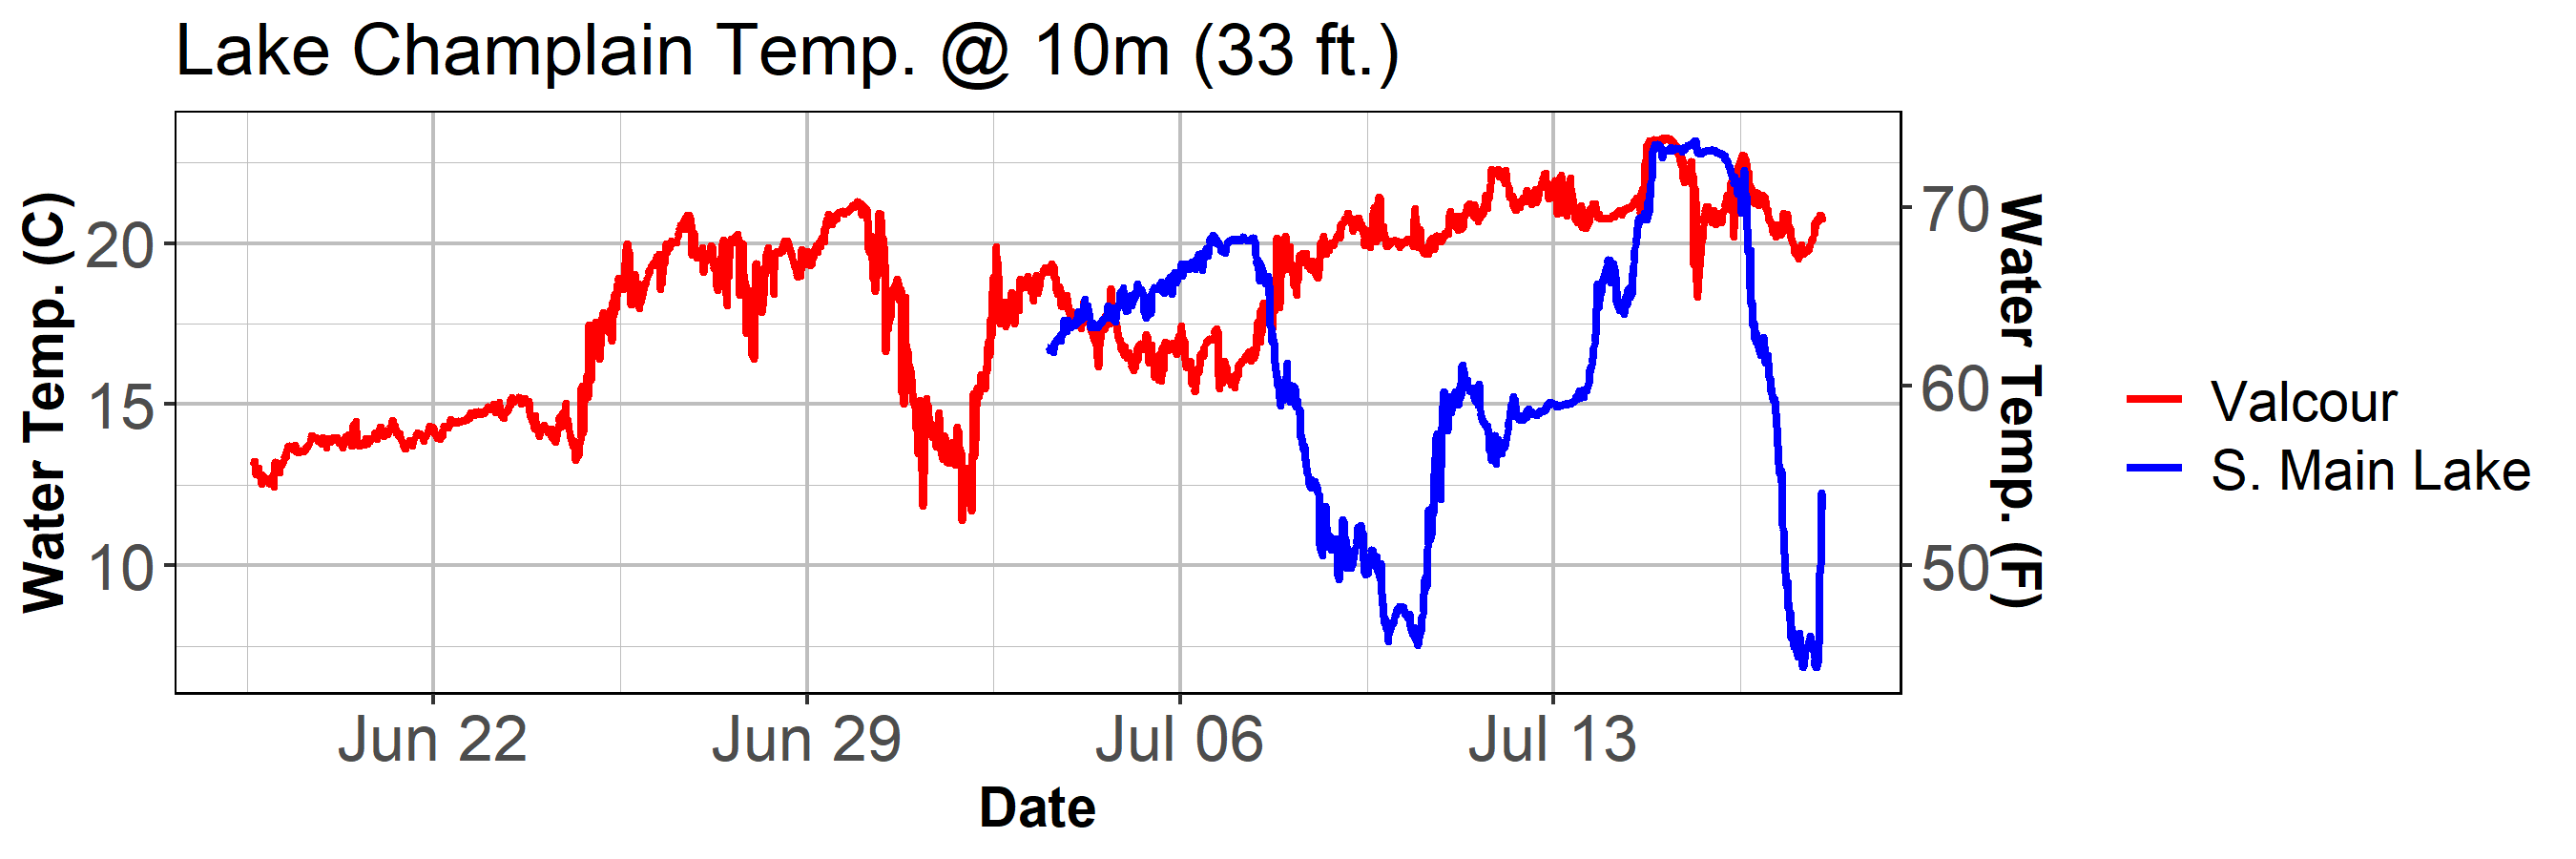 Lake Champlain Temp. @ 10m (33 ft.)
Water Temp. (C)
20
15
10
70
60
50
Water Temp. (F)
Jun 22
Jun 29
Jul 06
Jul 13
Date
Valcour
S. Main Lake